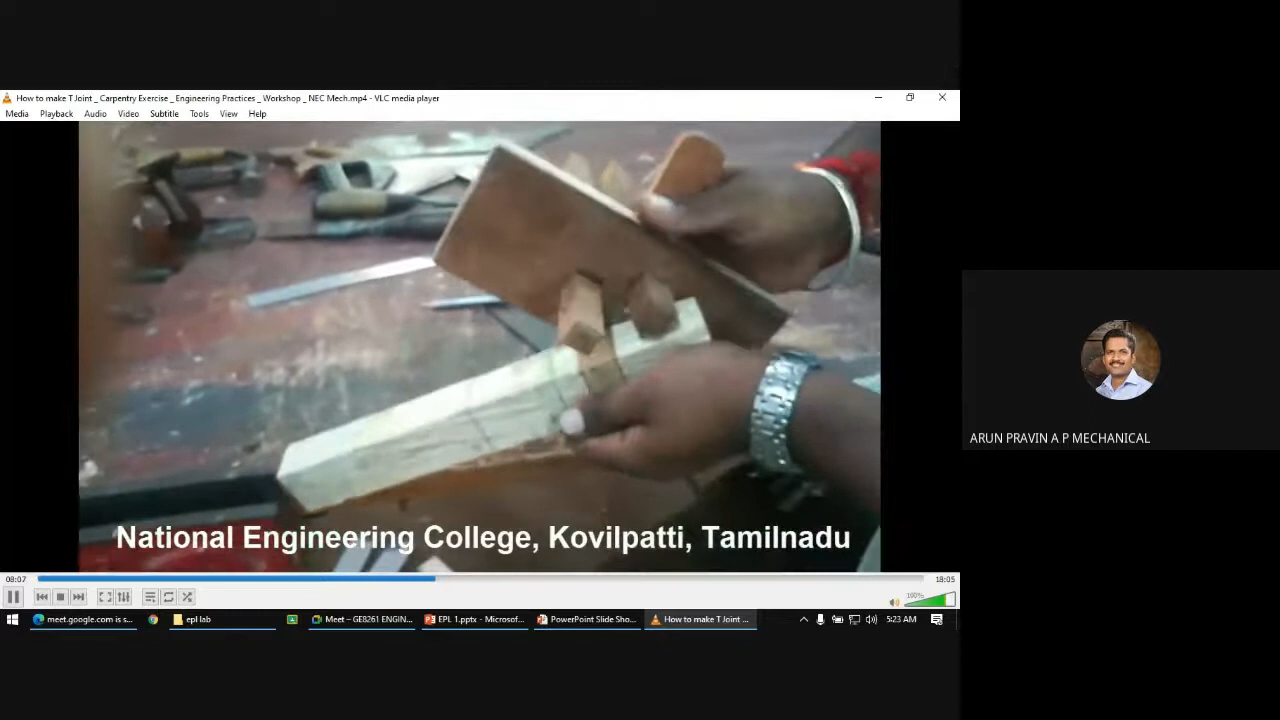 How to make T Joint _ Carpentry Exercise _ Engineering Practices _ Workshop _ NEC Mech.mp4 - VLC media player
Media Playback Audio Video Subtitle Tools View Help
National Engineering College, Kovilpatti, Tamilnadu
ARUN PRAVIN A P MECHANICAL
08:07 18:05
100%
meet.google.com is s... epl lab Meet – GE8261 ENGIN... EPL 1.pptx - Microsof... PowerPoint Slide Sho... How to make T Joint ... 5:23 AM